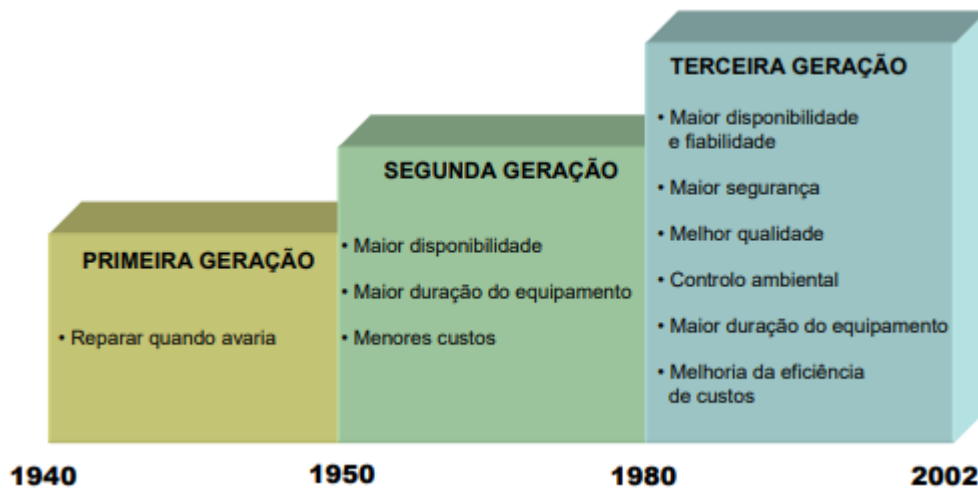 PRIMEIRA GERAÇÃO
• Reparar quando avaria
SEGUNDA GERAÇÃO
• Maior disponibilidade
• Maior duração do equipamento
• Menores custos
TERCEIRA GERAÇÃO
• Maior disponibilidade
e fiabilidade
• Maior segurança
• Melhor qualidade
• Controlo ambiental
• Maior duração do equipamento
• Melhoria da eficiência
de custos
1940
1950
1980
2002